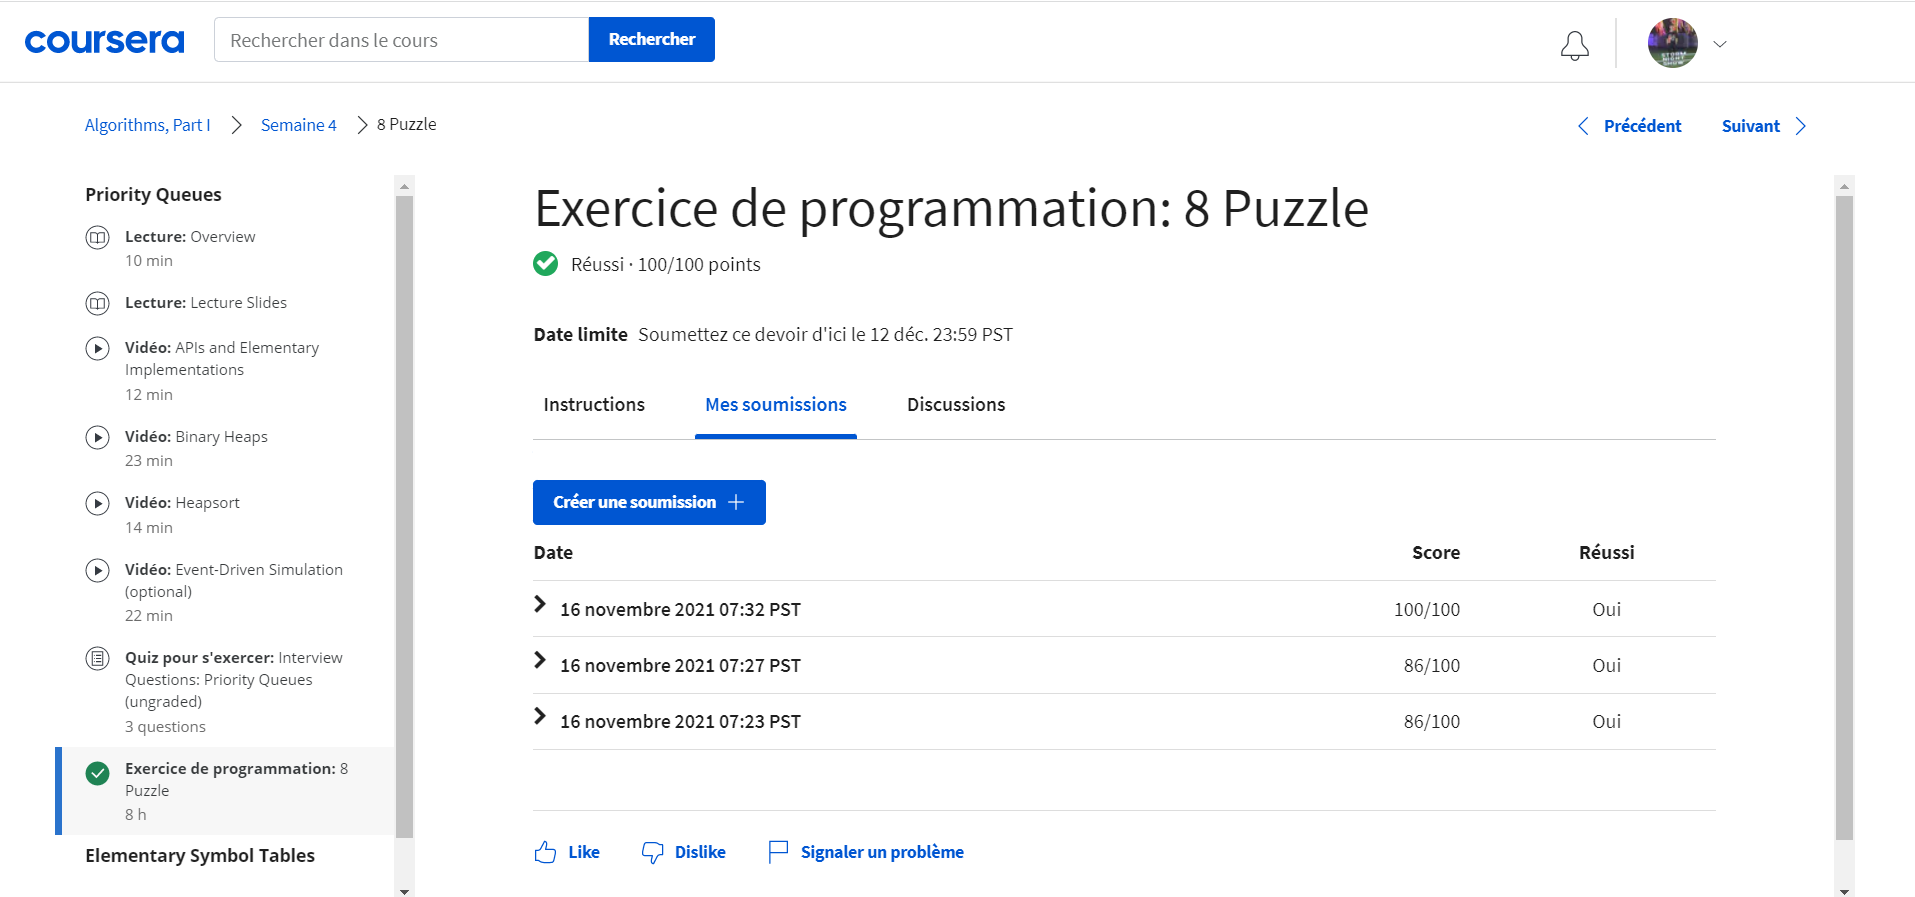 coursera
Rechercher dans le cours
Rechercher
Algorithms, Part I
Semaine 4
8 Puzzle
Précédent
Suivant
Priority Queues
Lecture: Overview
10 min
Lecture: Lecture Slides
Vidéo: APIs and Elementary
Implementations
12 min
Vidéo: Binary Heaps
23 min
Vidéo: Heapsort
14 min
Vidéo: Event-Driven Simulation
(optional)
22 min
Quiz pour s'exercer: Interview
Questions: Priority Queues
(ungraded)
3 questions
Exercice de programmation: 8
Puzzle
8 h
Elementary Symbol Tables
Exercice de programmation: 8 Puzzle
Réussi · 100/100 points
Date limite Soumettez ce devoir d'ici le 12 déc. 23:59 PST
Instructions
Mes soumissions
Discussions
Créer une soumission +
Date Score Réussi
16 novembre 2021 07:32 PST 100/100 Oui
16 novembre 2021 07:27 PST 86/100 Oui
16 novembre 2021 07:23 PST 86/100 Oui
Like
Dislike
Signaler un problème